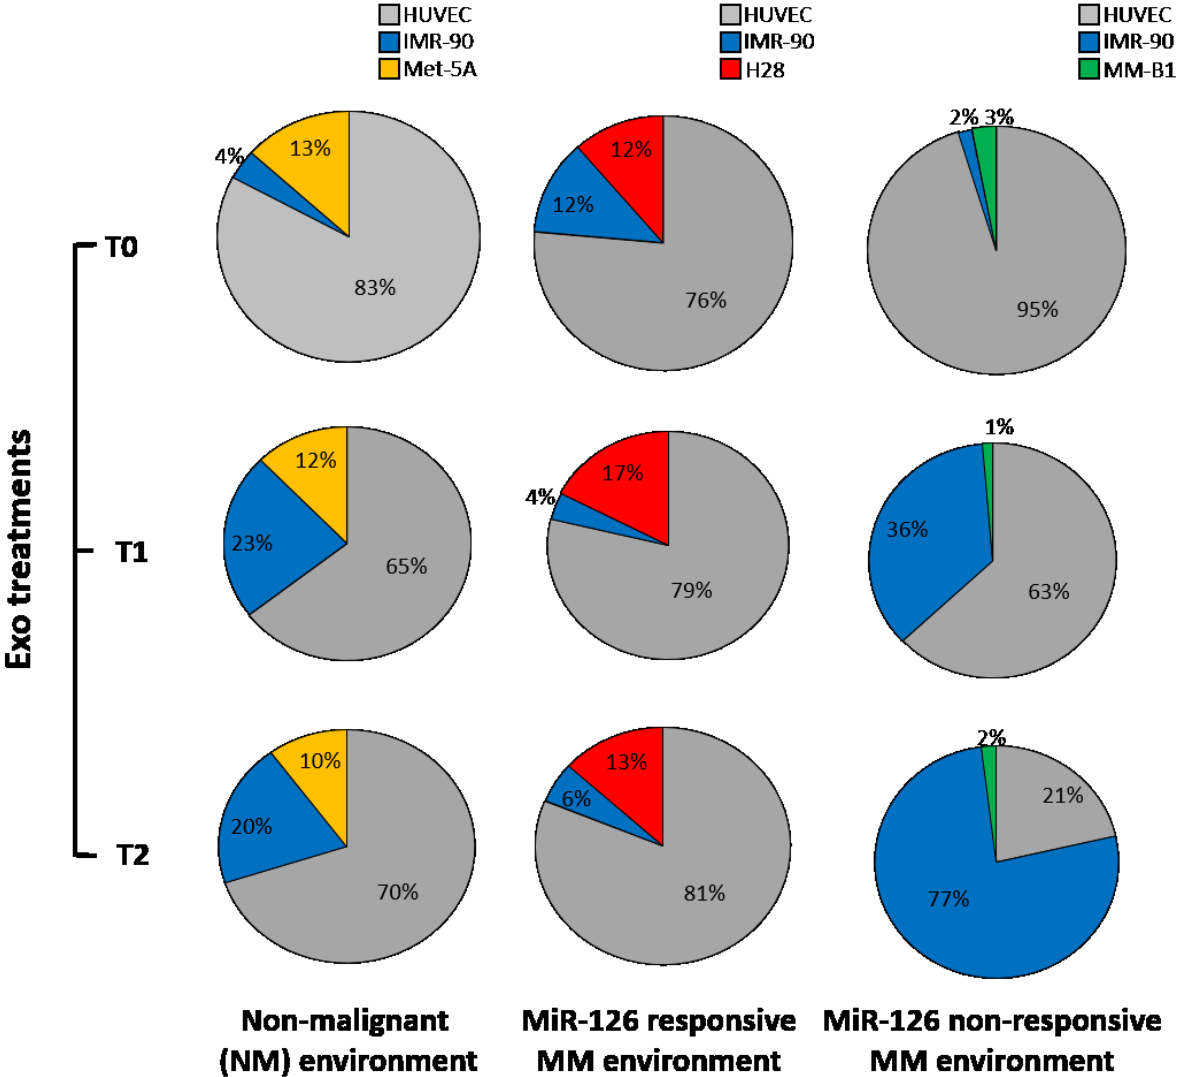 HUVEC
IMR-90
Met-5A
HUVEC
IMR-90
H28
HUVEC
IMR-90
MM-B1
Exo treatments
T0
4%
13%
83%
12%
12%
76%
2% 3%
95%
T1
12%
23%
65%
17%
4%
79%
1%
36%
63%
T2
10%
20%
70%
13%
6%
81%
2%
21%
77%
Non-malignant
(NM) environment
MiR-126 responsive
MM environment
MiR-126 non-responsive
MM environment